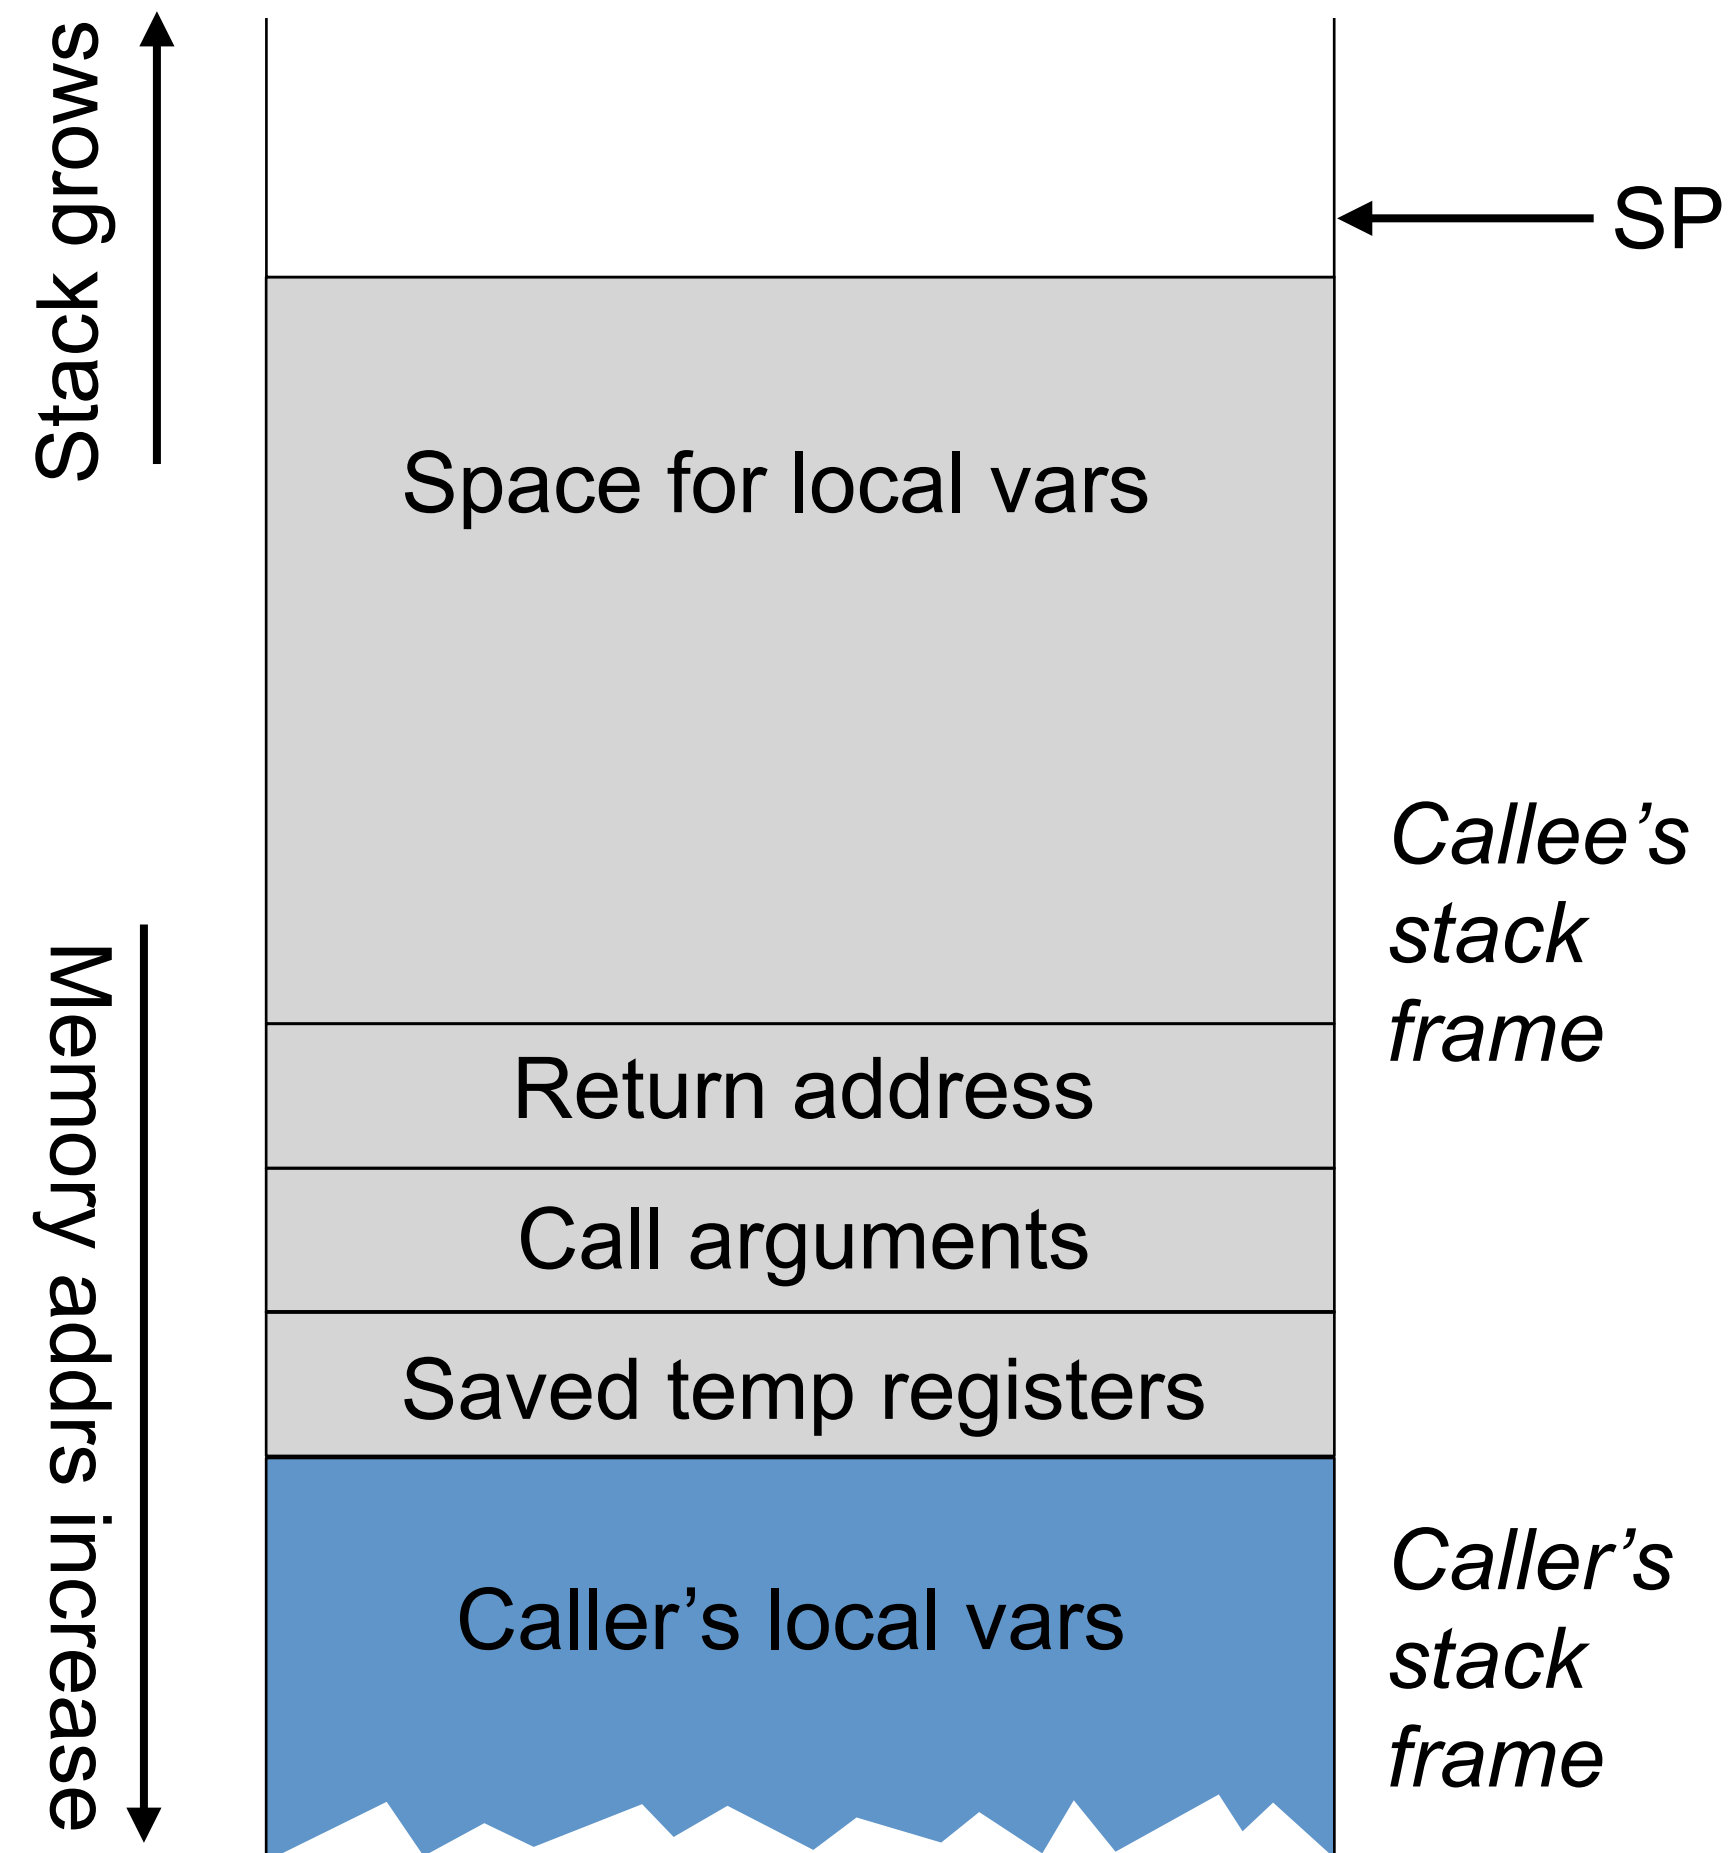 Stack grows
SP
Space for local vars
Callee’s
stack
frame
Memory addrs increase
Return address
Call arguments
Saved temp registers
Caller’s local vars
Caller’s
stack
frame